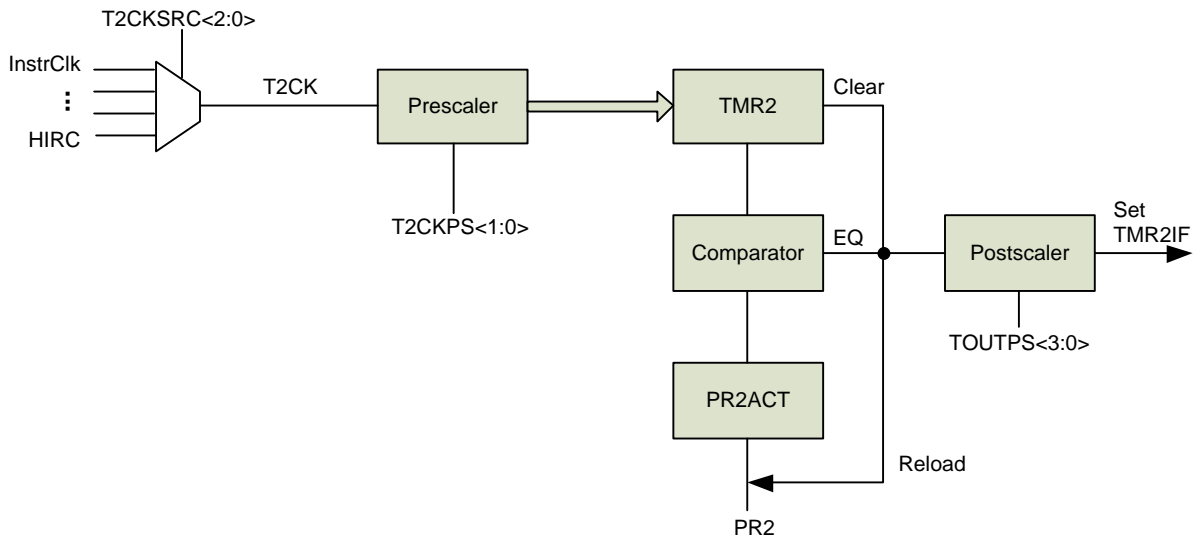 T2CKSRC<2:0>
InstrClk
...
HIRC
T2CK
Prescaler
T2CKPS<1:0>
TMR2
Clear
Comparator
EQ
Postscaler
Set
TMR2IF
TOUTPS<3:0>
PR2ACT
Reload
PR2